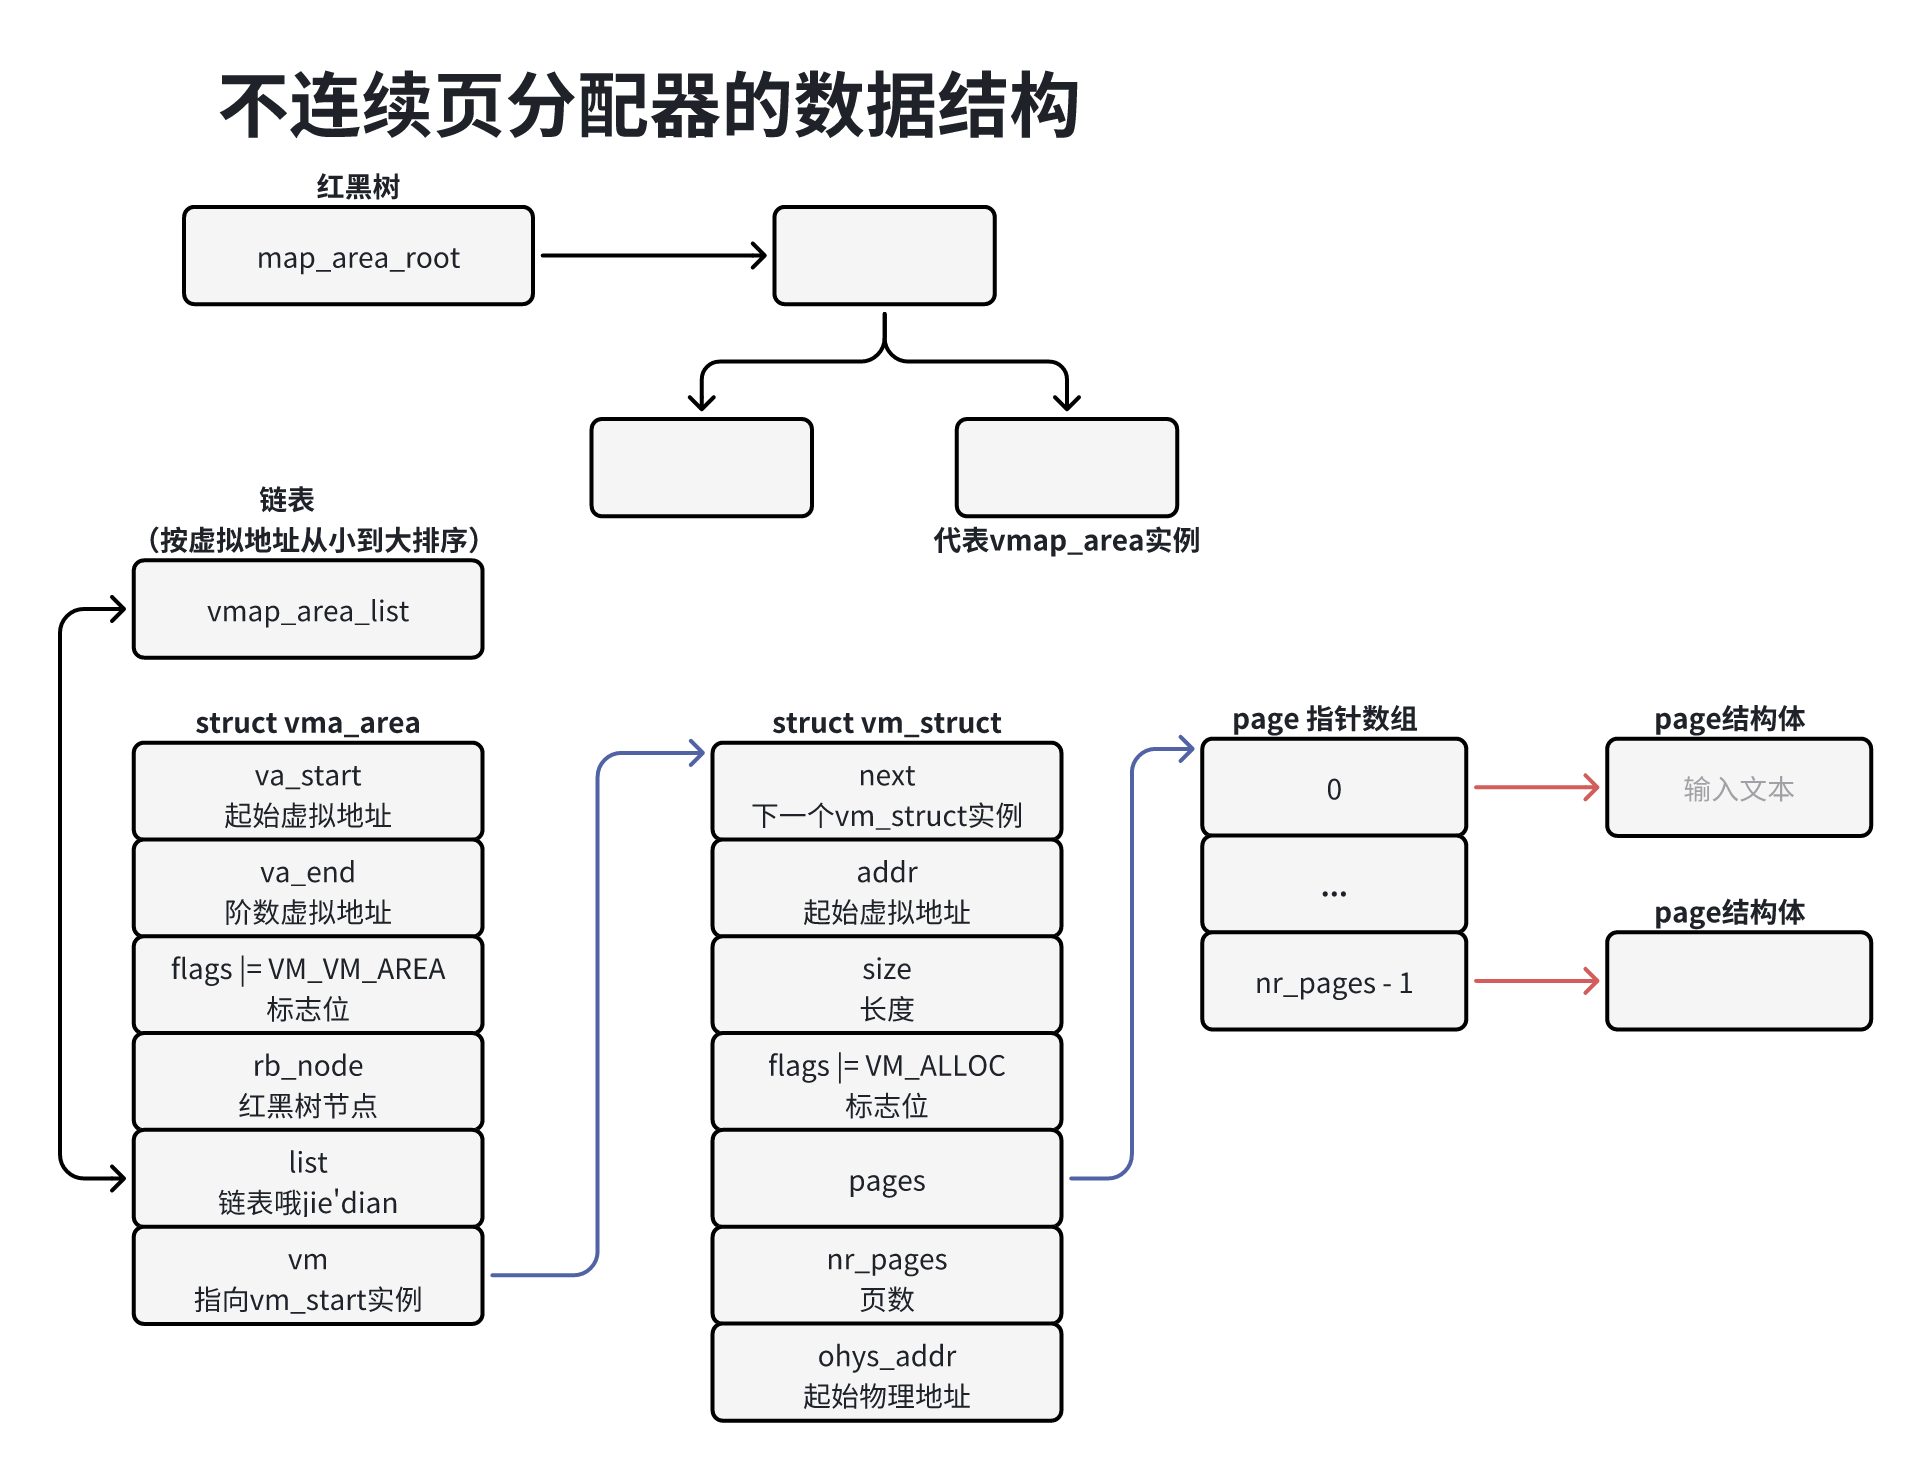 不连续页分配器的数据结构
红黑树
map_area_root
链表
（按虚拟地址从小到大排序）
代表vmap_area实例
vmap_area_list
struct vma_area
va_start
起始虚拟地址
va_end
阶数虚拟地址
flags |= VM_VM_AREA
标志位
rb_node
红黑树节点
list
链表哦jie'dian
vm
指向vm_start实例
struct vm_struct
next
下一个vm_struct实例
addr
起始虚拟地址
size
长度
flags |= VM_ALLOC
标志位
pages
nr_pages
页数
ohys_addr
起始物理地址
page 指针数组
0
...
nr_pages - 1
page结构体
输入文本
page结构体